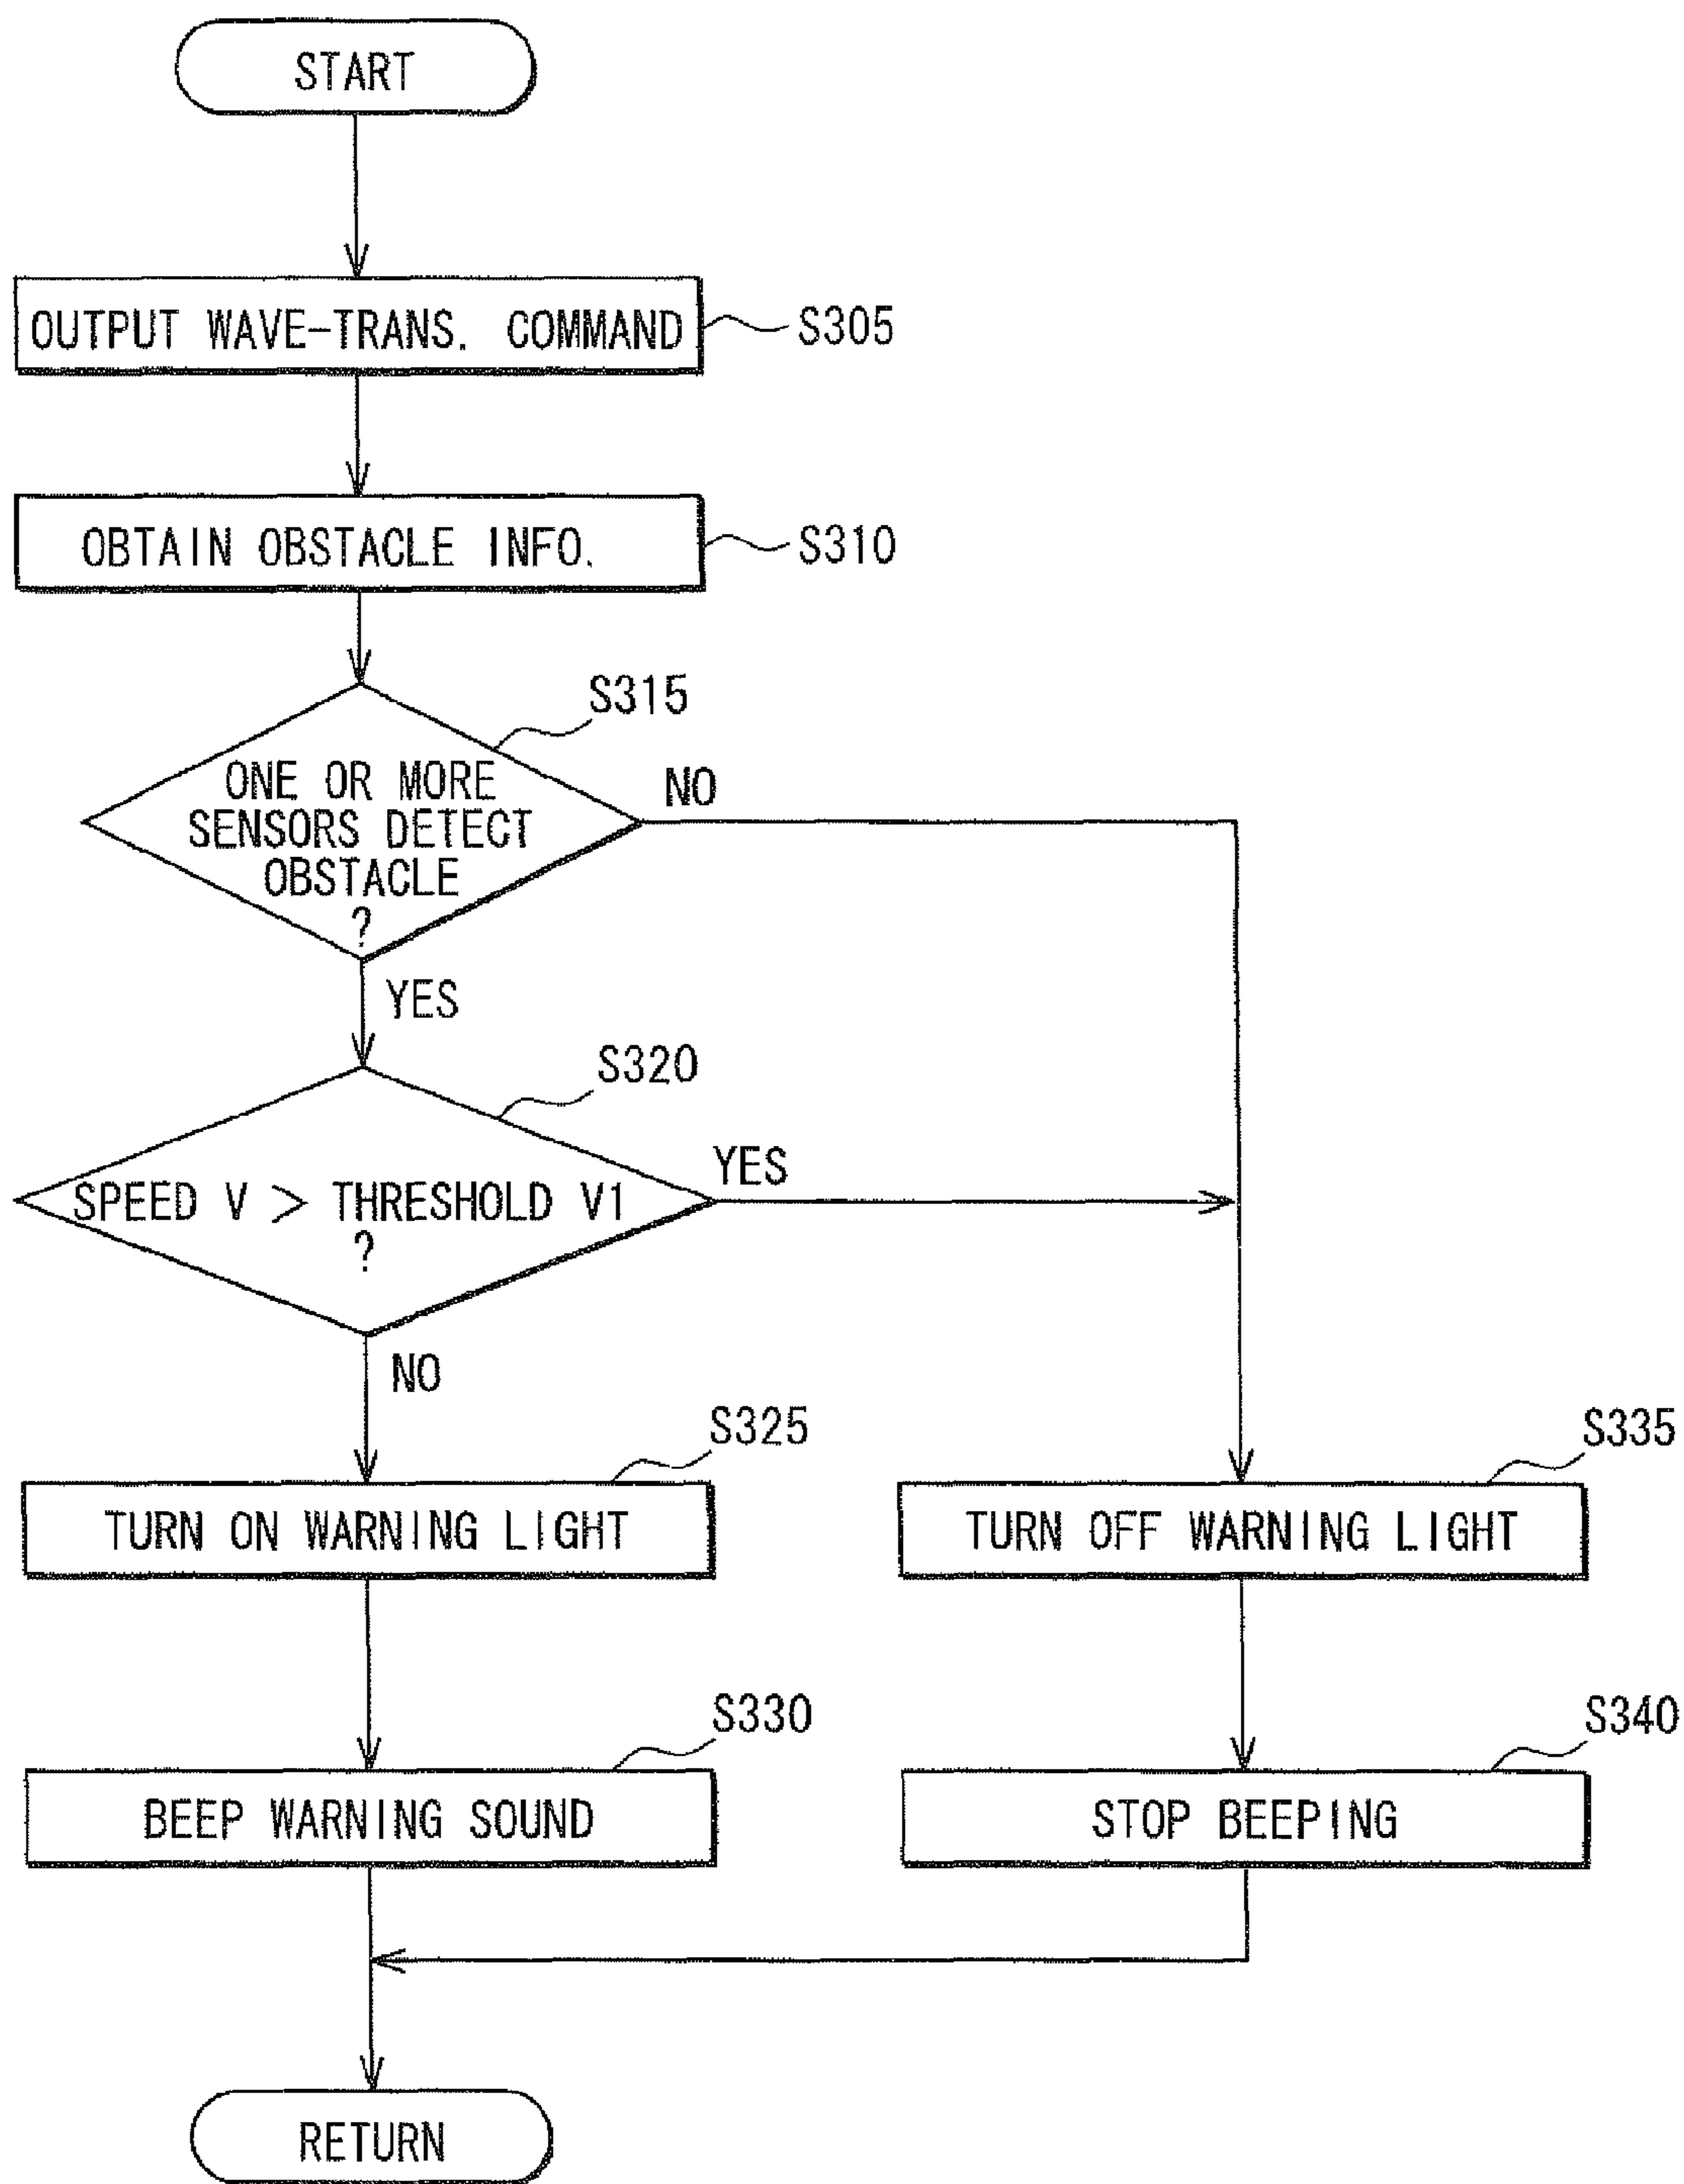 START
OUTPUT WAVE-TRANS. COMMAND
S305
OBTAIN OBSTACLE INFO.
S310
S315
ONE OR MORE
SENSORS DETECT
OBSTACLE
?
NO
YES
S320
SPEED V > THRESHOLD V1
?
YES
NO
S325
TURN ON WARNING LIGHT
S335
TURN OFF WARNING LIGHT
S330
BEEP WARNING SOUND
S340
STOP BEEPING
RETURN